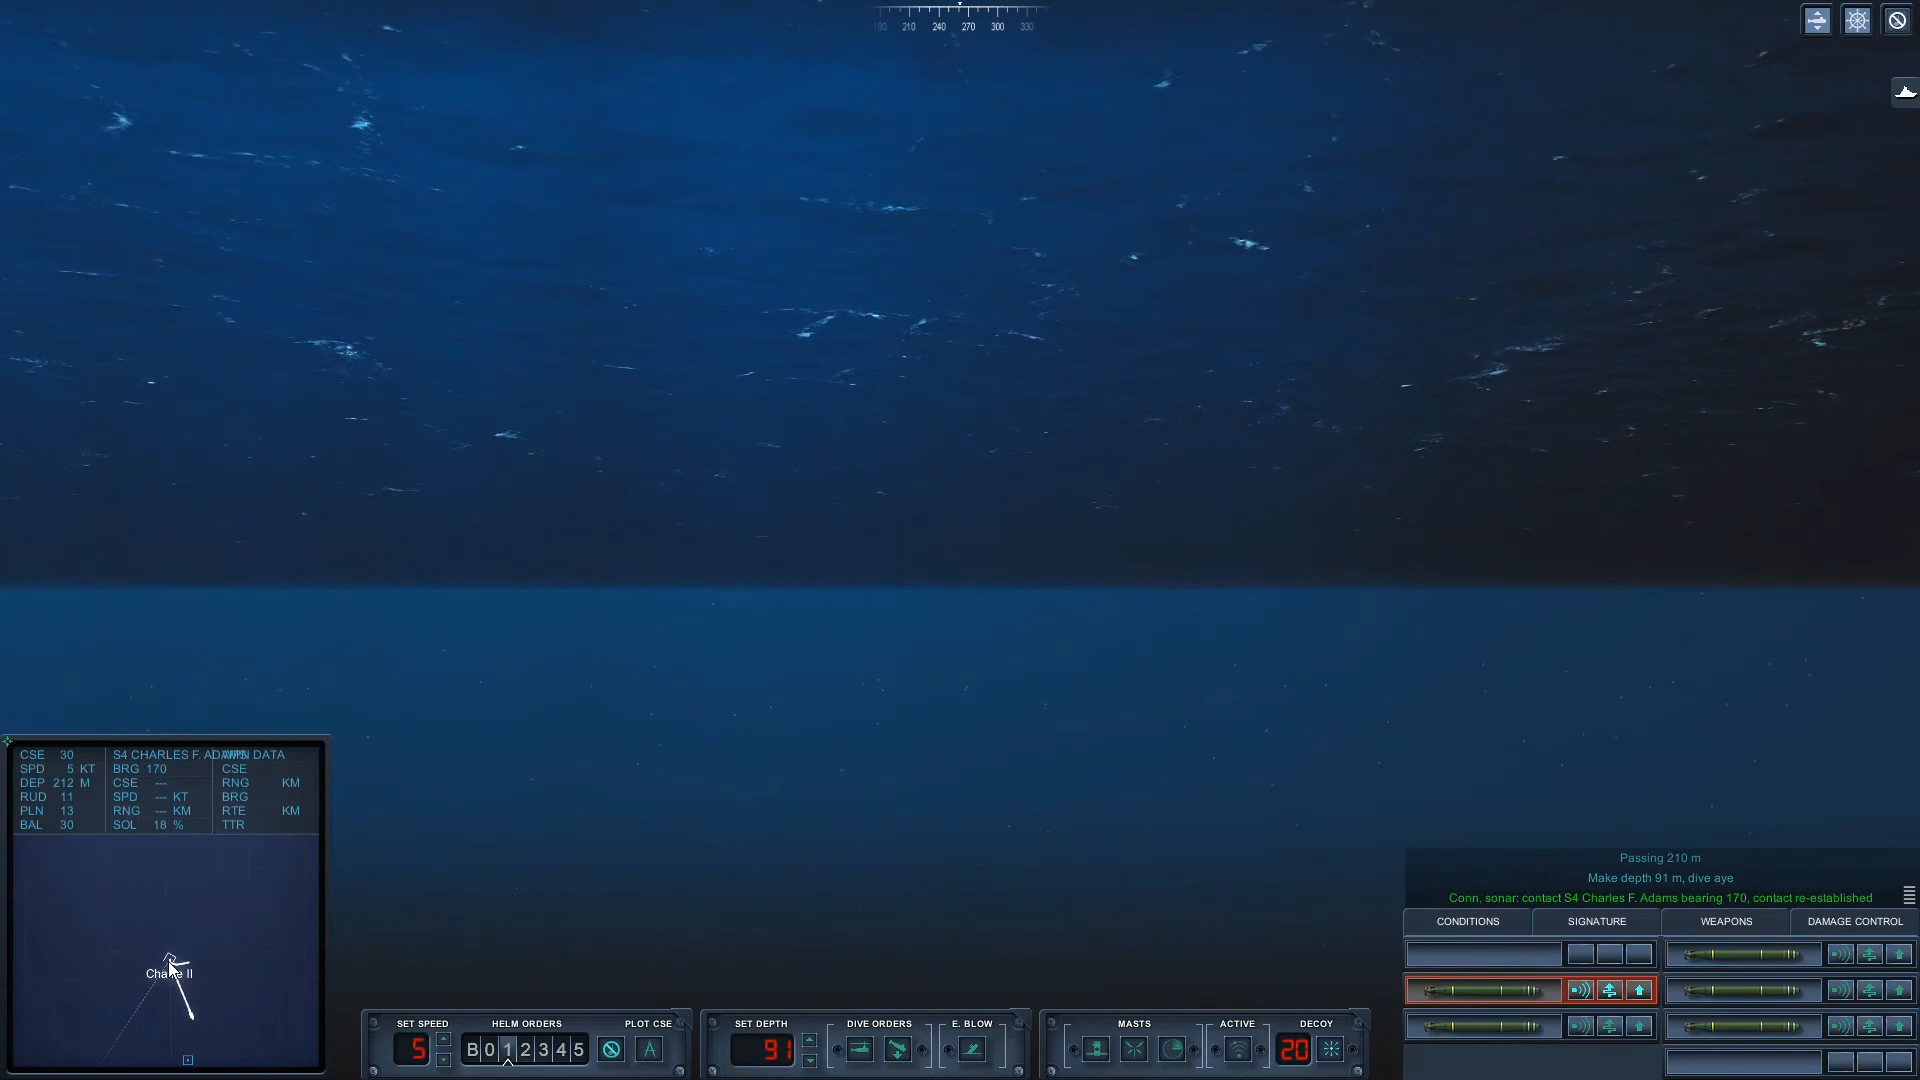 180 210 240 270 300 330
CSE 30
SPD 5 KT
DEP 212 M
RUD 11
PLN 13
BAL 30
S4 CHARLES F. ADAMS
BRG 170
CSE ---
SPD --- KT
RNG --- KM
SOL 18 %
WPN DATA
CSE
RNG KM
BRG
RTE KM
TTR
Charlie II
SET SPEED
5
HELM ORDERS
B 0 1 2 3 4 5
PLOT CSE
SET DEPTH
91
DIVE ORDERS
E. BLOW
MASTS
ACTIVE
DECOY
20
Passing 210 m
Make depth 91 m, dive aye
Conn, sonar: contact S4 Charles F. Adams bearing 170, contact re-established
CONDITIONS
SIGNATURE
WEAPONS
DAMAGE CONTROL